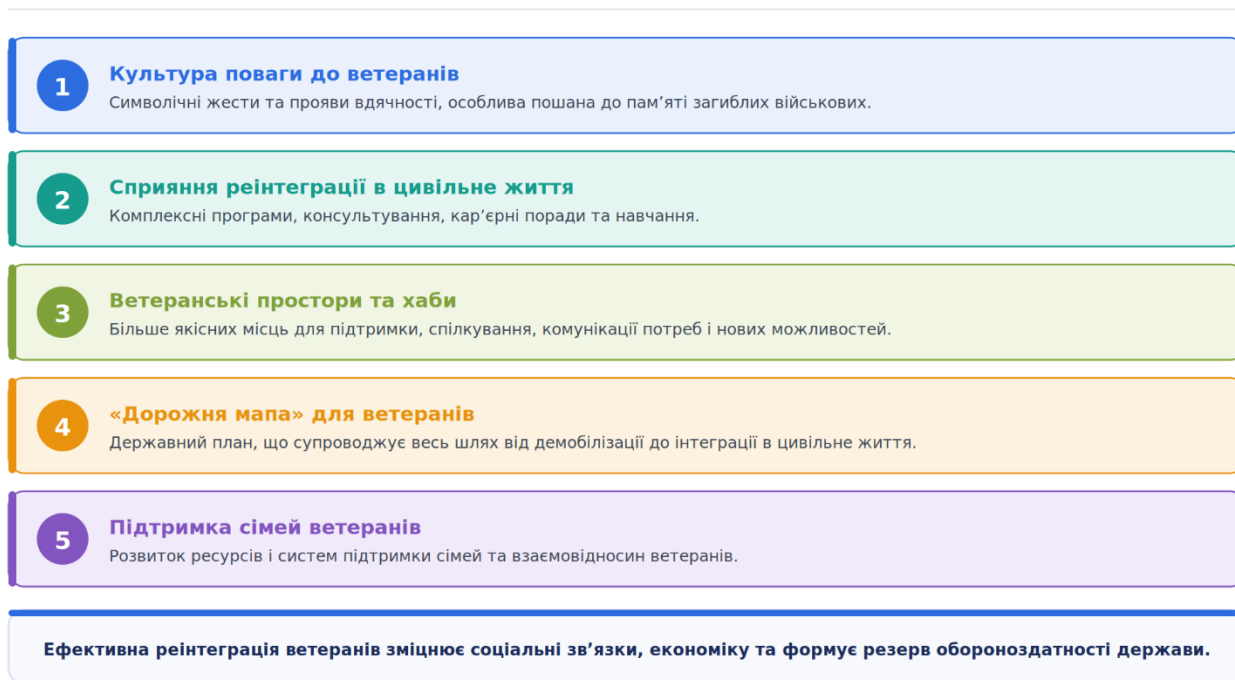 1
Культура поваги до ветеранів
Символічні жести та прояви вдячності, особлива пошана до пам’яті загиблих військових.
2
Сприяння реінтеграції в цивільне життя
Комплексні програми, консультування, кар’єрні поради та навчання.
3
Ветеранські простори та хаби
Більше якісних місць для підтримки, спілкування, комунікації потреб і нових можливостей.
4
«Дорожня мапа» для ветеранів
Державний план, що супроводжує весь шлях від демобілізації до інтеграції в цивільне життя.
5
Підтримка сімей ветеранів
Розвиток ресурсів і систем підтримки сімей та взаємовідносин ветеранів.
Ефективна реінтеграція ветеранів зміцнює соціальні зв’язки, економіку та формує резерв обороноздатності держави.